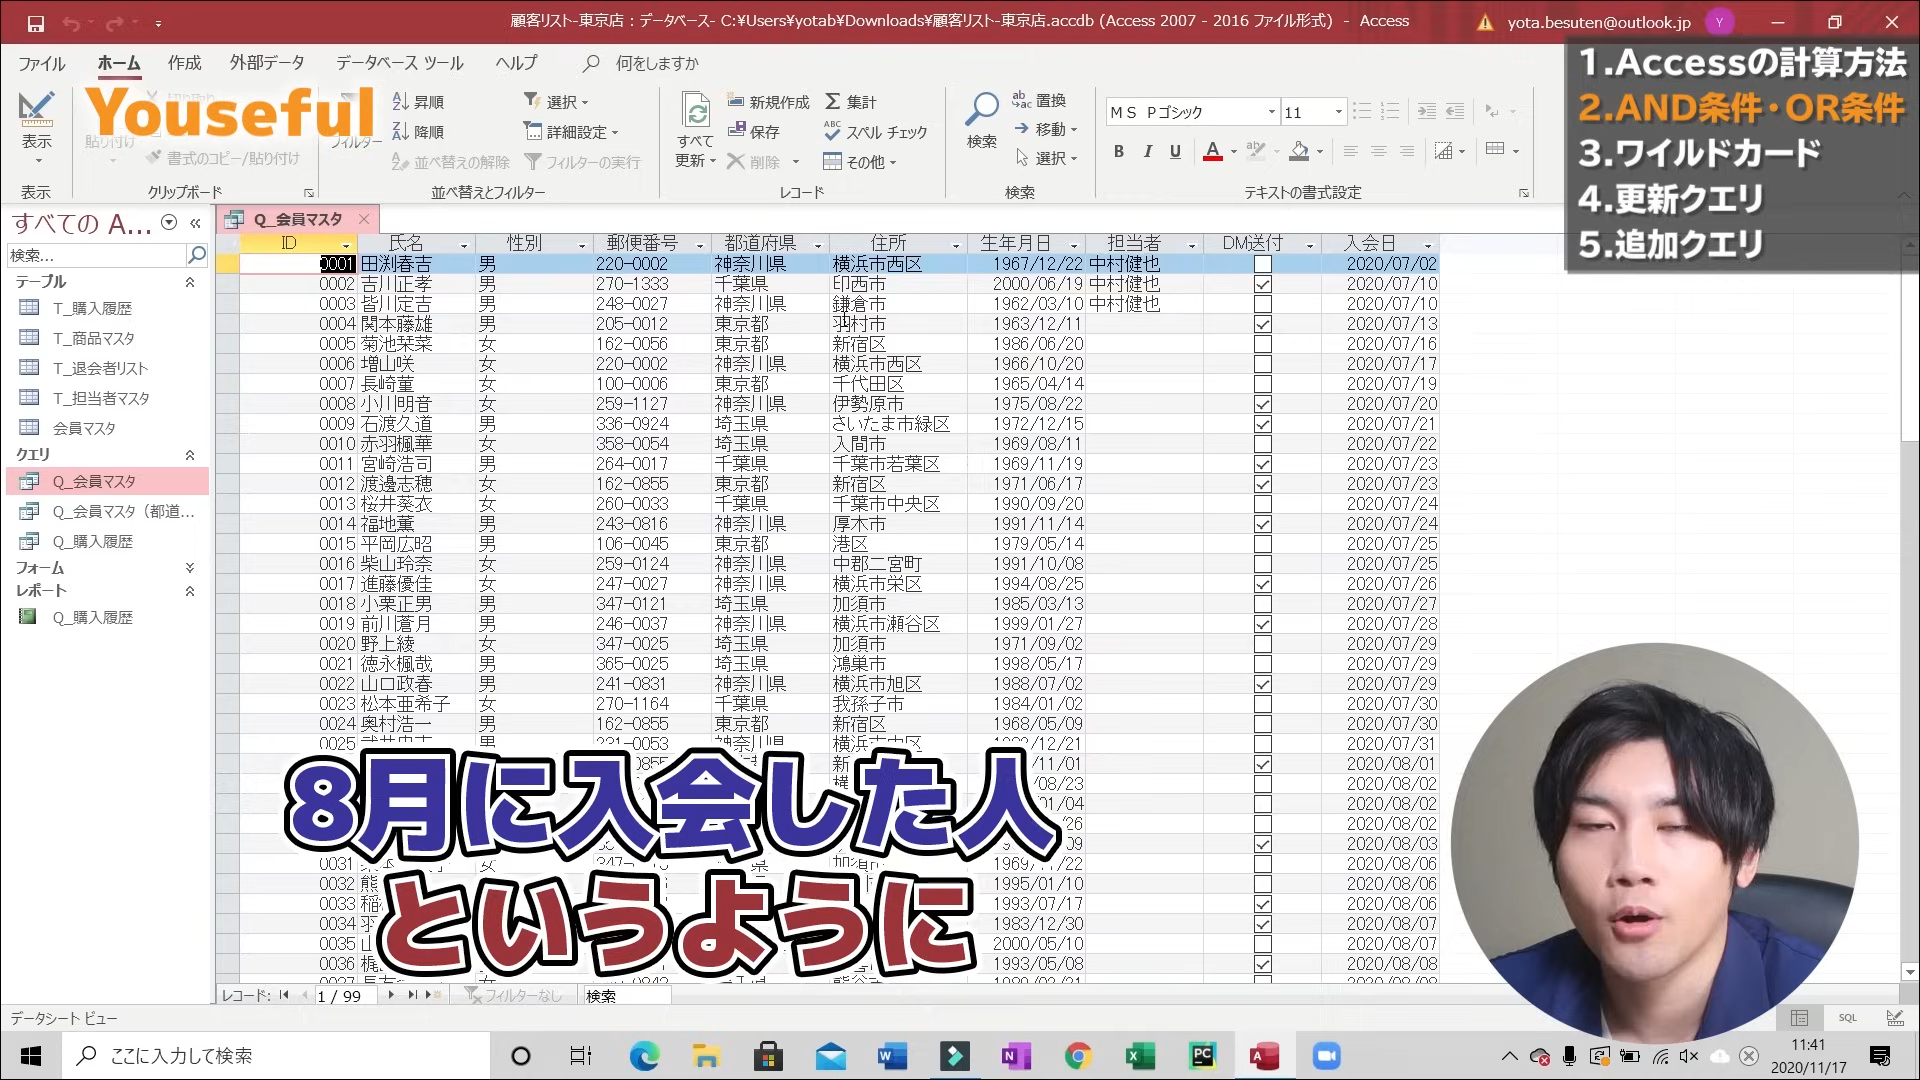 顧客リスト-東京店 : データベース- C:¥Users¥yotab¥Downloads¥顧客リスト-東京店.accdb (Access 2007 - 2016 ファイル形式) - Access
yota.besuten@outlook.jp
Y
ファイル ホーム 作成 外部データ データベース ツール ヘルプ 何をしますか
Youseful
1.Accessの計算方法
2.AND条件・OR条件
3.ワイルドカード
4.更新クエリ
5.追加クエリ
表示
貼り付け
書式のコピー/貼り付け
フィルター
昇順
降順
並べ替えの解除
選択
詳細設定
フィルターの実行
すべて
更新
新規作成
保存
削除
集計
スペル チェック
その他
検索
置換
移動
選択
MS Pゴシック 11
B I U A
表示 クリップボード 並べ替えとフィルター レコード 検索 テキストの書式設定
すべての A...
検索...
テーブル
T_購入履歴
T_商品マスタ
T_退会者リスト
T_担当者マスタ
会員マスタ
クエリ
Q_会員マスタ
Q_会員マスタ（都道...
Q_購入履歴
フォーム
レポート
Q_購入履歴
Q_会員マスタ
ID 氏名 性別 郵便番号 都道府県 住所 生年月日 担当者 DM送付 入会日
0001 田渕春吉 男 220-0002 神奈川県 横浜市西区 1967/12/22 中村健也 2020/07/02
0002 吉川正孝 男 270-1333 千葉県 印西市 2000/06/19 中村健也 2020/07/10
0003 皆川定吉 男 248-0027 神奈川県 鎌倉市 1962/03/10 中村健也 2020/07/10
0004 関本藤雄 男 205-0012 東京都 羽村市 1963/12/11 2020/07/13
0005 菊池栞菜 女 162-0056 東京都 新宿区 1986/06/20 2020/07/16
0006 増山咲 女 220-0002 神奈川県 横浜市西区 1966/10/20 2020/07/17
0007 長崎菫 女 100-0006 東京都 千代田区 1965/04/14 2020/07/19
0008 小川明音 女 259-1127 神奈川県 伊勢原市 1975/08/22 2020/07/20
0009 石渡久道 男 336-0924 埼玉県 さいたま市緑区 1972/12/15 2020/07/21
0010 赤羽楓華 女 358-0054 埼玉県 入間市 1969/08/11 2020/07/22
0011 宮崎浩司 男 264-0017 千葉県 千葉市若葉区 1969/11/19 2020/07/23
0012 渡邊志穂 女 162-0855 東京都 新宿区 1971/06/17 2020/07/23
0013 桜井葵衣 女 260-0033 千葉県 千葉市中央区 1990/09/20 2020/07/24
0014 福地薫 男 243-0816 神奈川県 厚木市 1991/11/14 2020/07/24
0015 平岡広昭 男 106-0045 東京都 港区 1979/05/14 2020/07/25
0016 柴山玲奈 女 259-0124 神奈川県 中郡二宮町 1991/10/08 2020/07/25
0017 進藤優佳 女 247-0027 神奈川県 横浜市栄区 1994/08/25 2020/07/26
0018 小栗正男 男 347-0121 埼玉県 加須市 1985/03/13 2020/07/27
0019 前川蒼月 男 246-0037 神奈川県 横浜市瀬谷区 1999/01/27 2020/07/28
0020 野上綾 女 347-0025 埼玉県 加須市 1971/09/02 2020/07/29
0021 徳永楓哉 男 365-0025 埼玉県 鴻巣市 1998/05/17 2020/07/29
0022 山口政春 男 241-0831 神奈川県 横浜市旭区 1988/07/02 2020/07/29
0023 松本亜希子 女 270-1164 千葉県 我孫子市 1984/01/02 2020/07/30
0024 奥村浩一 男 162-0855 東京都 新宿区 1968/05/09 2020/07/30
0025 男 231-0053 神奈川県 横浜市中区 12/21 2020/07/31
新 11/01 2020/08/01
08/23 2020/08/02
01/04 2020/08/02
26 2020/08/02
09 2020/08/03
0031 女 347- 加須市 1969/11/22 2020/08/06
0032 熊 1995/01/10 2020/08/06
0033 稲 1993/07/17 2020/08/06
0034 羽 1983/12/30 2020/08/07
0035 山 2000/05/10 2020/08/07
0036 梶 1993/05/08 2020/08/08
8月に入会した人
というように
レコード: 1 / 99 フィルターなし 検索
データシート ビュー SQL
ここに入力して検索
11:41
2020/11/17